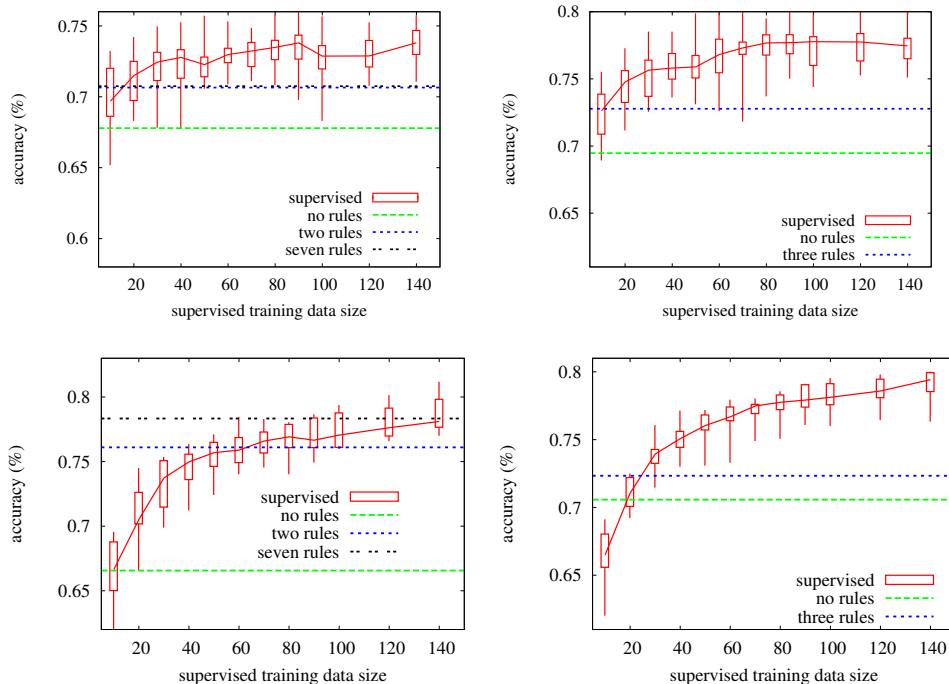 0.75
0.7
0.65
0.6
accuracy (%)
supervised
no rules
two rules
seven rules
20 40 60 80 100 120 140
supervised training data size
0.8
0.75
0.7
0.65
accuracy (%)
supervised
no rules
three rules
20 40 60 80 100 120 140
supervised training data size
0.8
0.75
0.7
0.65
accuracy (%)
supervised
no rules
two rules
seven rules
20 40 60 80 100 120 140
supervised training data size
0.8
0.75
0.7
0.65
accuracy (%)
supervised
no rules
three rules
20 40 60 80 100 120 140
supervised training data size